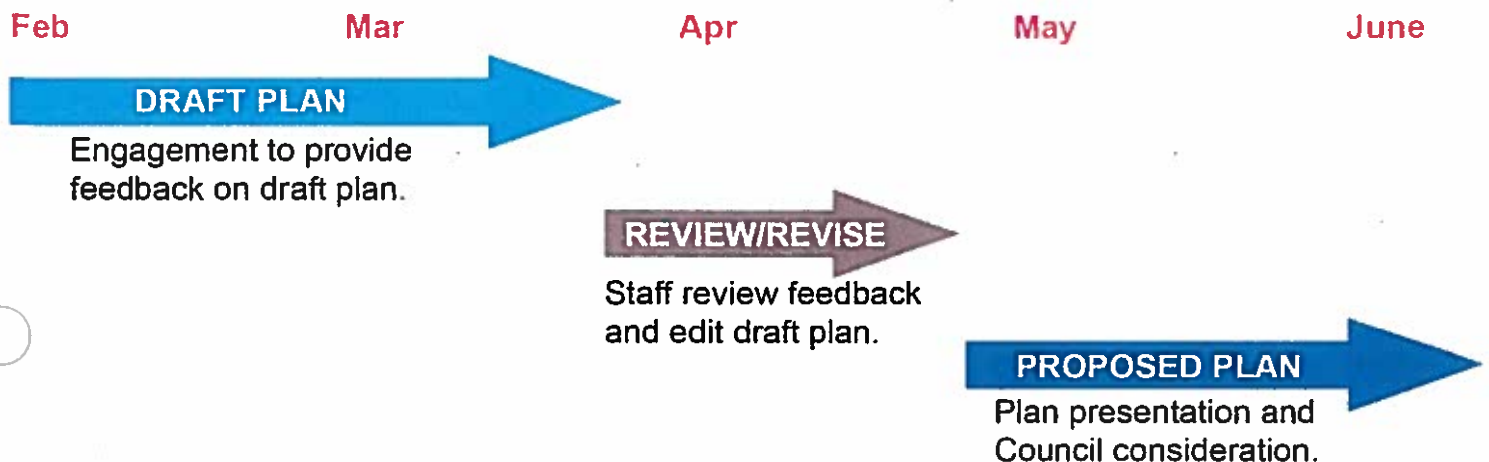 Feb Mar Apr May June
DRAFT PLAN
Engagement to provide
feedback on draft plan.
REVIEW/REVISE
Staff review feedback
and edit draft plan.
PROPOSED PLAN
Plan presentation and
Council consideration.